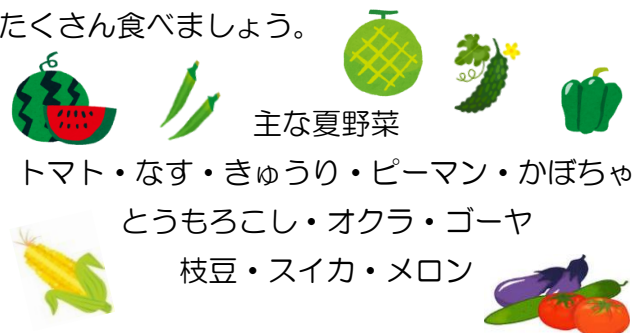 たくさん食べましょう。
主な夏野菜
トマト・なす・きゅうり・ピーマン・かぼちゃ
とうもろこし・オクラ・ゴーヤ
枝豆・スイカ・メロン